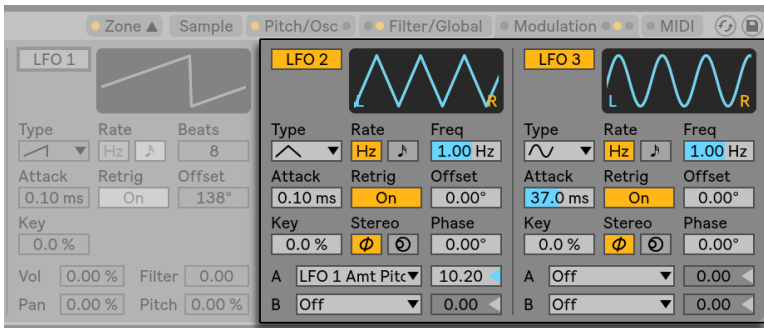 Zone Sample Pitch/Osc Filter/Global Modulation MIDI
LFO 1
Type Rate Beats
Hz 8
Attack Retrig Offset
0.10 ms On 138°
Key
0.0 %
Vol 0.00 % Filter 0.00
Pan 0.00 % Pitch 0.00 %
LFO 2
L R
Type Rate Freq
Hz 1.00 Hz
Attack Retrig Offset
0.10 ms On 0.00°
Key Stereo Phase
0.0 % 0.00°
A LFO 1 Amt Pitc 10.20
B Off 0.00
LFO 3
L R
Type Rate Freq
Hz 1.00 Hz
Attack Retrig Offset
37.0 ms On 0.00°
Key Stereo Phase
0.0 % 0.00°
A Off 0.00
B Off 0.00